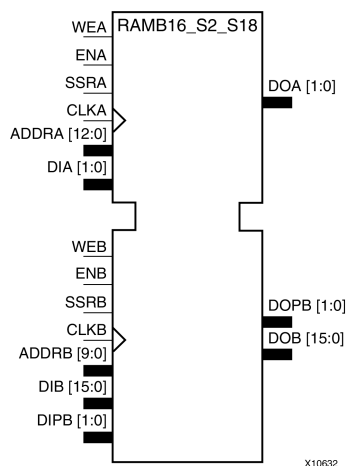 WEA
RAMB16_S2_S18
ENA
SSRA
DOA [1:0]
CLKA
ADDRA [12:0]
DIA [1:0]
WEB
ENB
SSRB
DOPB [1:0]
CLKB
DOB [15:0]
ADDRB [9:0]
DIB [15:0]
DIPB [1:0]
X10632